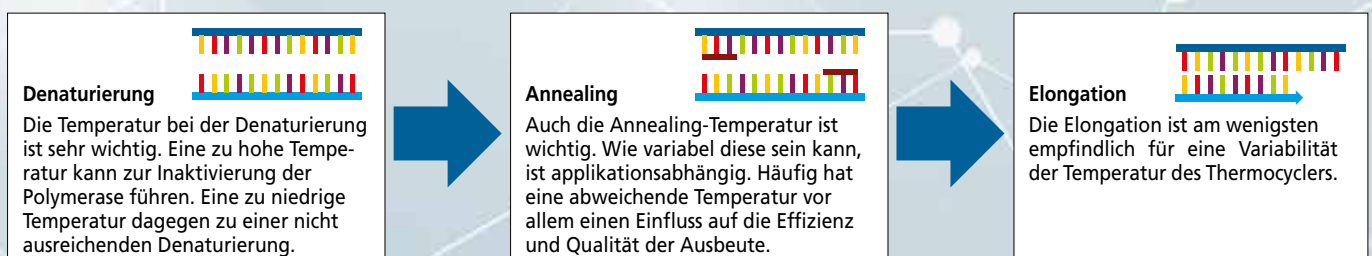 Denaturierung
Die Temperatur bei der Denaturierung
ist sehr wichtig. Eine zu hohe Tempe-
ratur kann zur Inaktivierung der
Polymerase führen. Eine zu niedrige
Temperatur dagegen zu einer nicht
ausreichenden Denaturierung.
Annealing
Auch die Annealing-Temperatur ist
wichtig. Wie variabel diese sein kann,
ist applikationsabhängig. Häufig hat
eine abweichende Temperatur vor
allem einen Einfluss auf die Effizienz
und Qualität der Ausbeute.
Elongation
Die Elongation ist am wenigsten
empfindlich für eine Variabilität
der Temperatur des Thermocyclers.